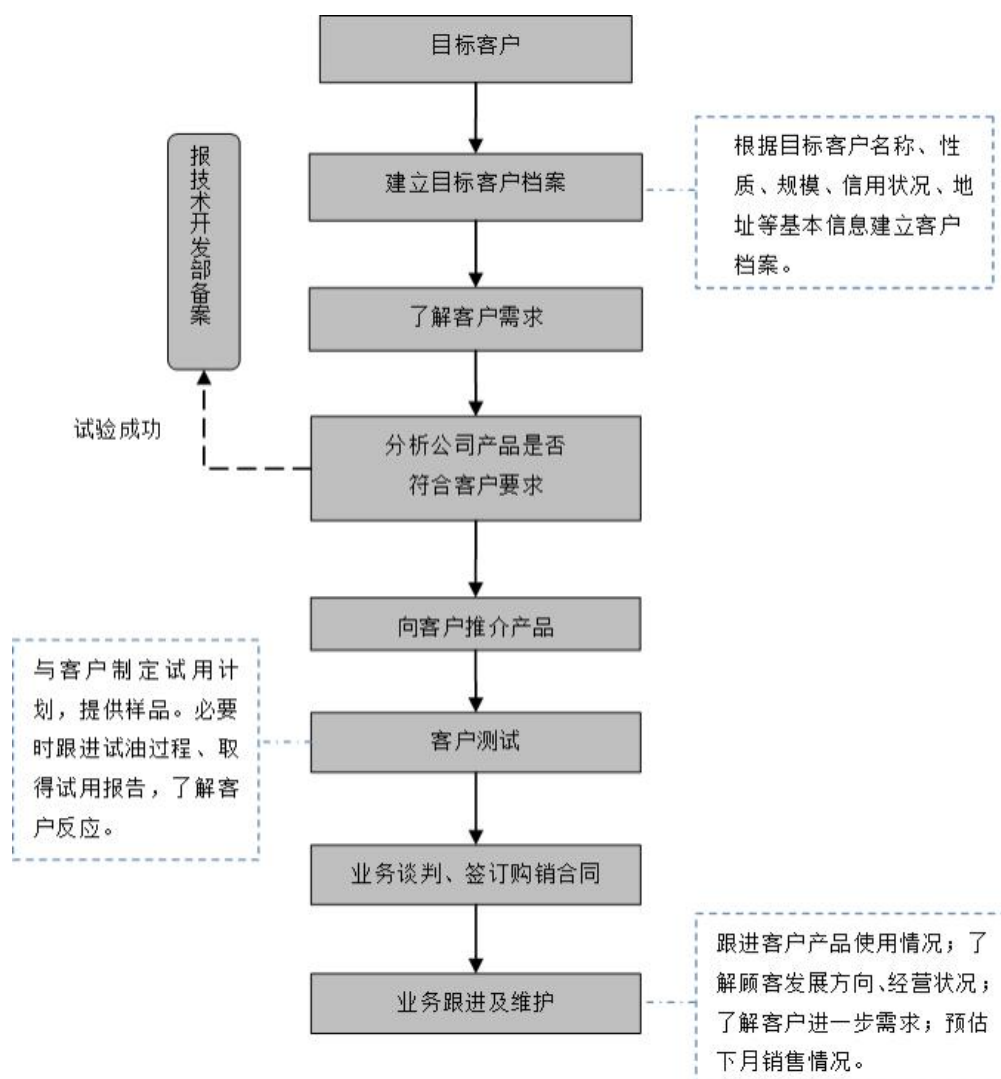 目标客户
建立目标客户档案
根据目标客户名称、性
质、规模、信用状况、地
址等基本信息建立客户
档案。
报技术开发部备案
了解客户需求
试验成功
分析公司产品是否
符合客户要求
向客户推介产品
与客户制定试用计
划，提供样品。必要
时跟进试油过程、取
得试用报告，了解客
户反应。
客户测试
业务谈判、签订购销合同
跟进客户产品使用情况；了
解顾客发展方向、经营状况；
了解客户进一步需求；预估
下月销售情况。
业务跟进及维护